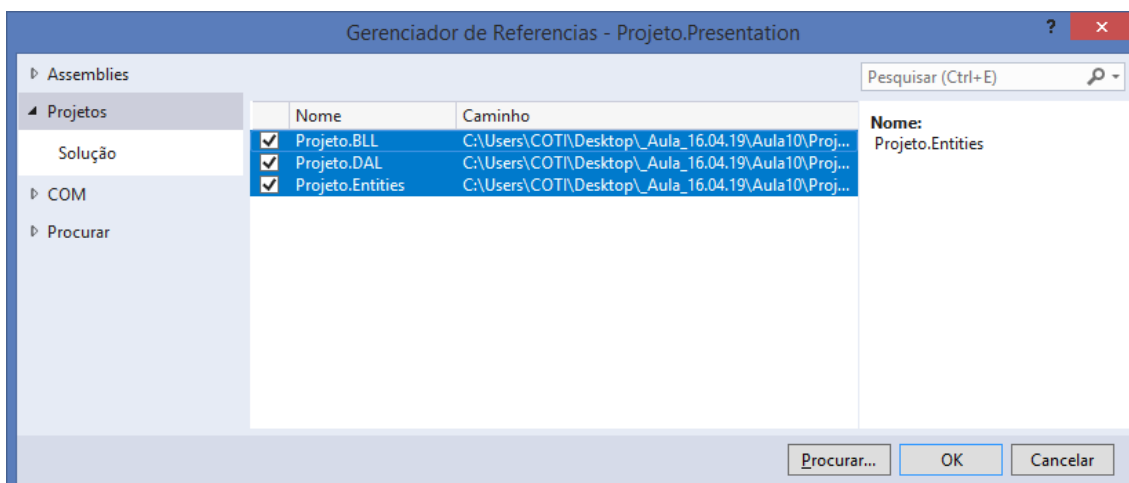 Gerenciador de Referencias - Projeto.Presentation
?
Assemblies
Pesquisar (Ctrl+E)
Projetos
Solução
COM
Procurar
Nome Caminho
Projeto.BLL C:\Users\COTI\Desktop\_Aula_16.04.19\Aula10\Proj...
Projeto.DAL C:\Users\COTI\Desktop\_Aula_16.04.19\Aula10\Proj...
Projeto.Entities C:\Users\COTI\Desktop\_Aula_16.04.19\Aula10\Proj...
Nome:
Projeto.Entities
Procurar... OK Cancelar